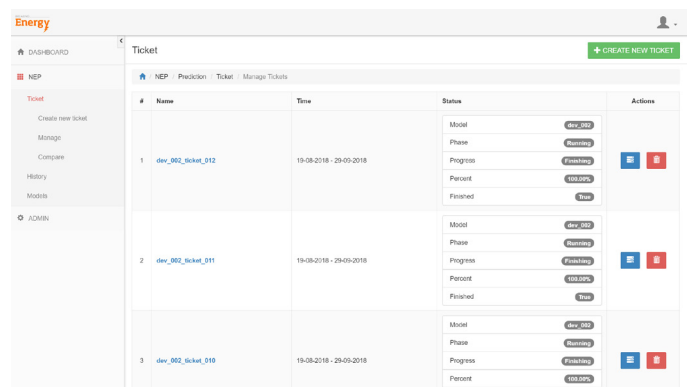 Energy
DASHBOARD
NEP
Ticket
Create new ticket
Manage
Compare
History
Models
ADMIN
Ticket
+ CREATE NEW TICKET
/ NEP / Prediction / Ticket / Manage Tickets
# Name Time Status Actions
1 dev_002_ticket_012 19-08-2018 - 29-09-2018
Model dev_002
Phase Running
Progress Finishing
Percent 100.00%
Finished True
2 dev_002_ticket_011 19-08-2018 - 29-09-2018
Model dev_002
Phase Running
Progress Finishing
Percent 100.00%
Finished True
3 dev_002_ticket_010 19-08-2018 - 29-09-2018
Model dev_002
Phase Running
Progress Finishing
Percent 100.00%